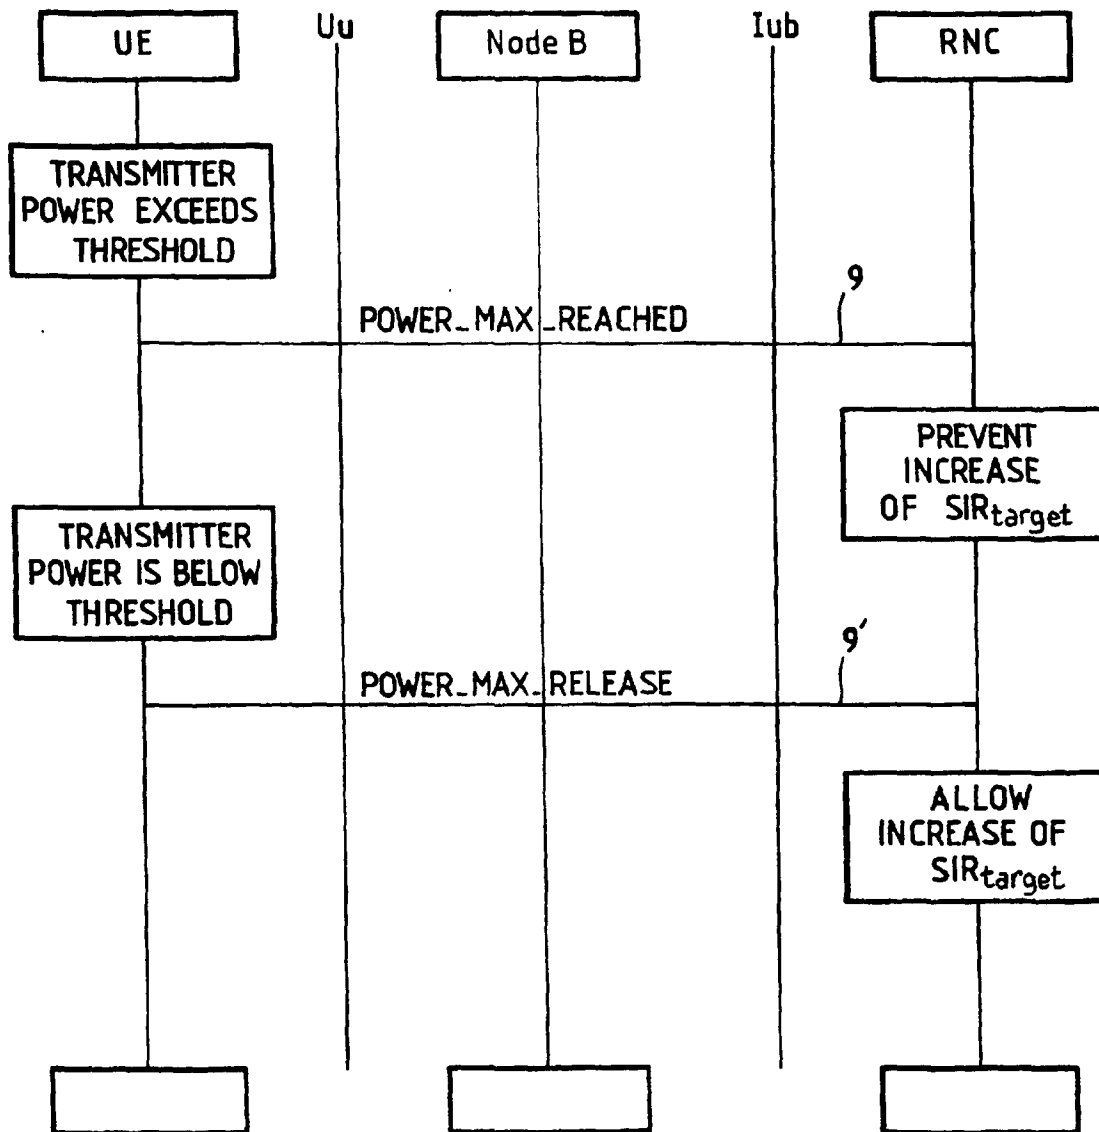 UE
Uu
Node B
Iub
RNC
TRANSMITTER
POWER EXCEEDS
THRESHOLD
9
POWER_MAX_REACHED
PREVENT
INCREASE
OF SIRtarget
TRANSMITTER
POWER IS BELOW
THRESHOLD
9'
POWER_MAX_RELEASE
ALLOW
INCREASE OF
SIRtarget